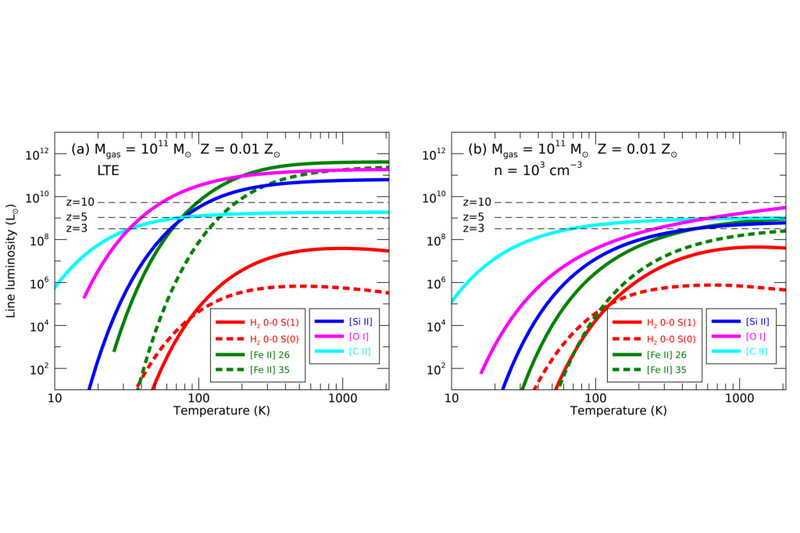 (a) M_gas = 10^11 M_⊙ Z = 0.01 Z_⊙
LTE
z=10
z=5
z=3
10^12
10^10
10^8
10^6
10^4
10^2
Line luminosity (L_⊙)
H_2 0-0 S(1)
H_2 0-0 S(0)
[Fe II] 26
[Fe II] 35
[Si II]
[O I]
[C II]
10 100 1000
Temperature (K)
(b) M_gas = 10^11 M_⊙ Z = 0.01 Z_⊙
n = 10^3 cm^−3
z=10
z=5
z=3
10^12
10^10
10^8
10^6
10^4
10^2
H_2 0-0 S(1)
H_2 0-0 S(0)
[Fe II] 26
[Fe II] 35
[Si II]
[O I]
[C II]
10 100 1000
Temperature (K)